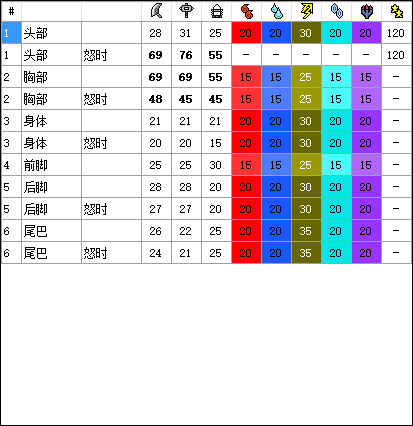 #
1 头部 28 31 25 20 20 30 20 20 120
1 头部 怒时 69 76 55 – – – – – 120
2 胸部 69 69 55 15 15 25 15 15 –
2 胸部 怒时 48 45 45 15 15 25 15 15 –
3 身体 21 21 21 20 20 30 20 20 –
3 身体 怒时 20 20 15 20 20 30 20 20 –
4 前脚 25 25 30 15 15 25 15 15 –
5 后脚 28 28 20 20 20 30 20 20 –
5 后脚 怒时 27 27 20 20 20 30 20 20 –
6 尾巴 26 22 25 20 20 35 20 20 –
6 尾巴 怒时 24 21 25 20 20 35 20 20 –